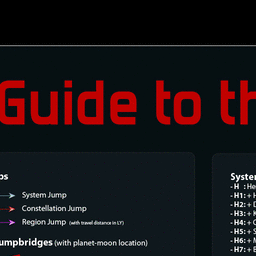 Guide to th
ps
System Jump
Constellation Jump
Region Jump (with travel distance in LY)
umpbridges (with planet-moon location)
Syste
- H : He
- H1: +
- H2: + D
- H3: + K
- H4: + C
- H5: + S
- H6: + M
- H7: + E